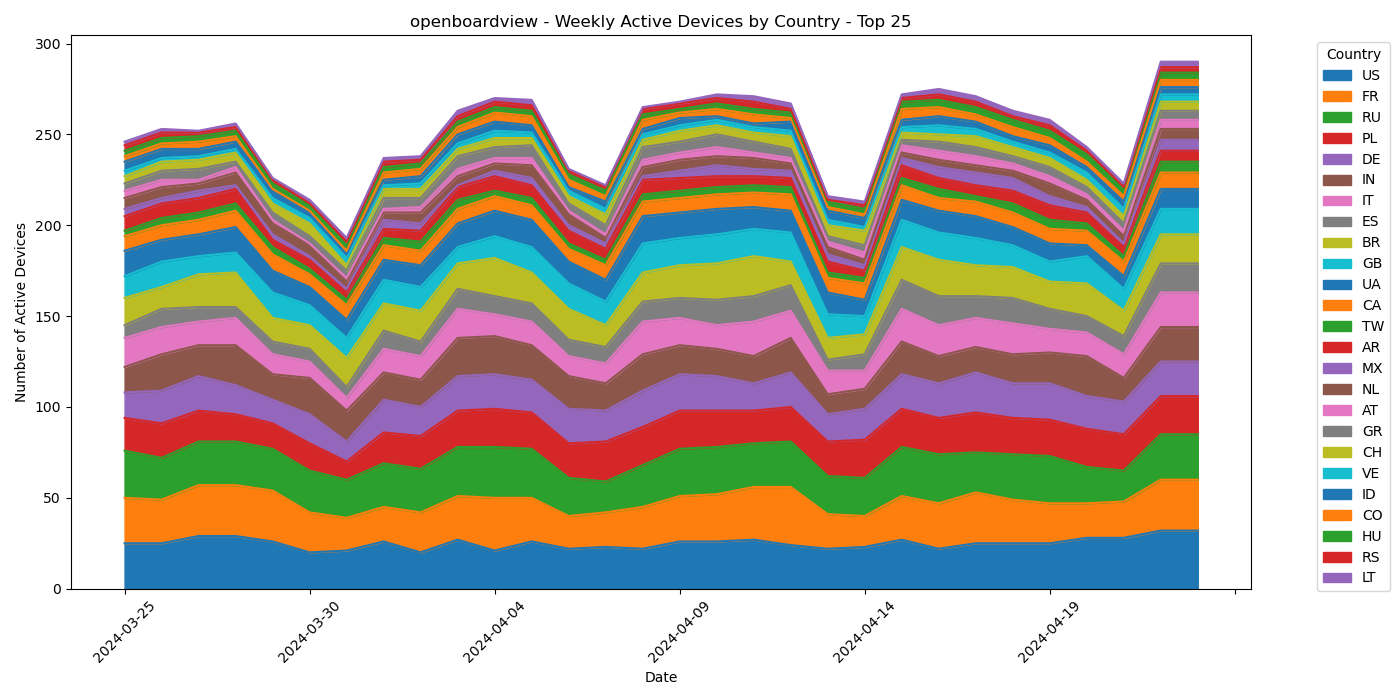 openboardview - Weekly Active Devices by Country - Top 25
Number of Active Devices
300
250
200
150
100
50
0
2024-03-25
2024-03-30
2024-04-04
2024-04-09
2024-04-14
2024-04-19
Date
Country
US
FR
RU
PL
DE
IN
IT
ES
BR
GB
UA
CA
TW
AR
MX
NL
AT
GR
CH
VE
ID
CO
HU
RS
LT